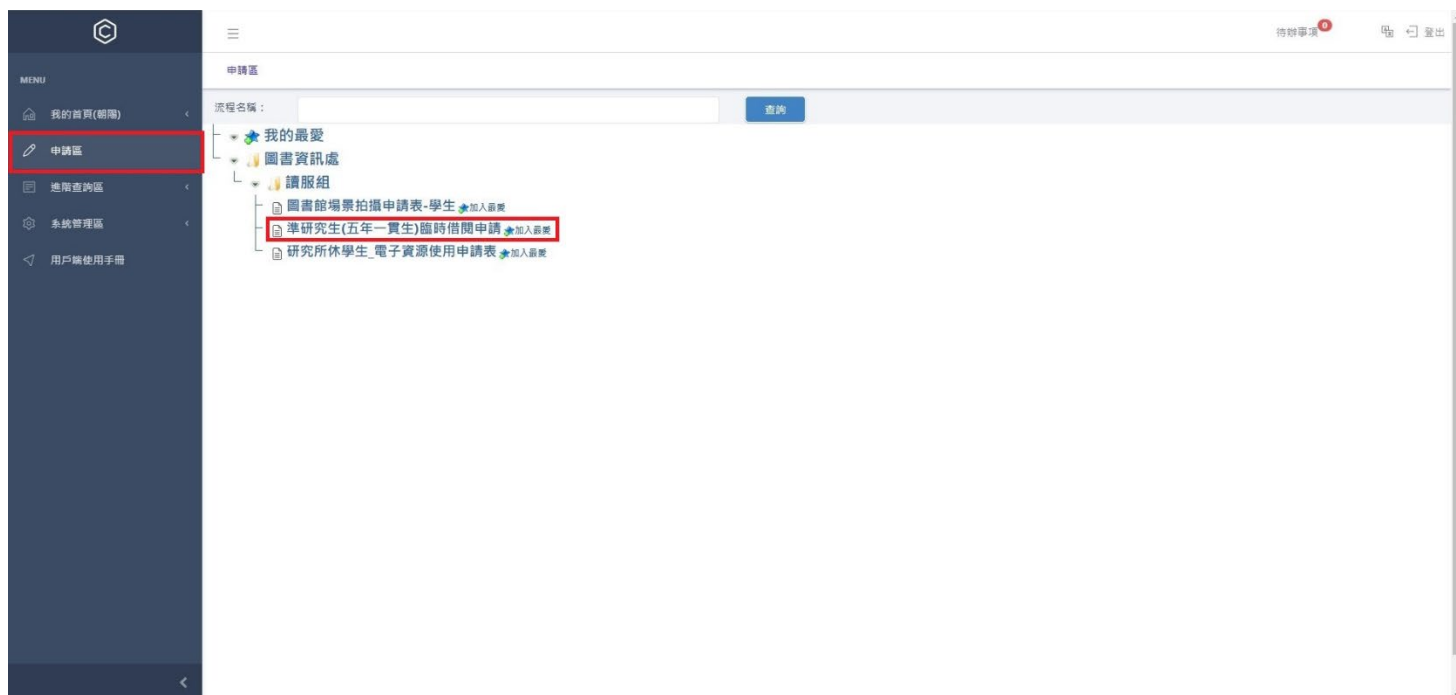 待辦事項 0
登出
MENU
申請區
我的首頁(朝陽)
流程名稱：
查詢
我的最愛
申請區
圖書資訊處
讀服組
進階查詢區
圖書館場景拍攝申請表-學生 加入最愛
系統管理區
準研究生(五年一貫生)臨時借閱申請 加入最愛
研究所休學生_電子資源使用申請表 加入最愛
用戶端使用手冊